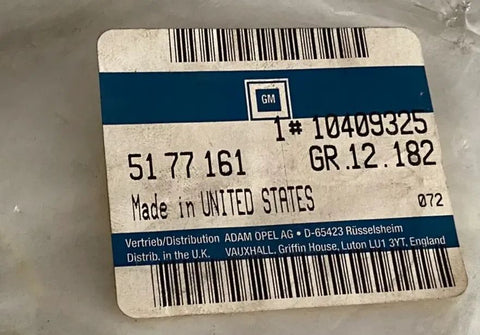 GM
1# 10409325
51 77 161 GR.12.182
Made in UNITED STATES 072
Vertrieb/Distribution ADAM OPEL AG • D-65423 Rüsselsheim
Distrib. in the U.K. VAUXHALL. Griffin House, Luton LU1 3YT, England